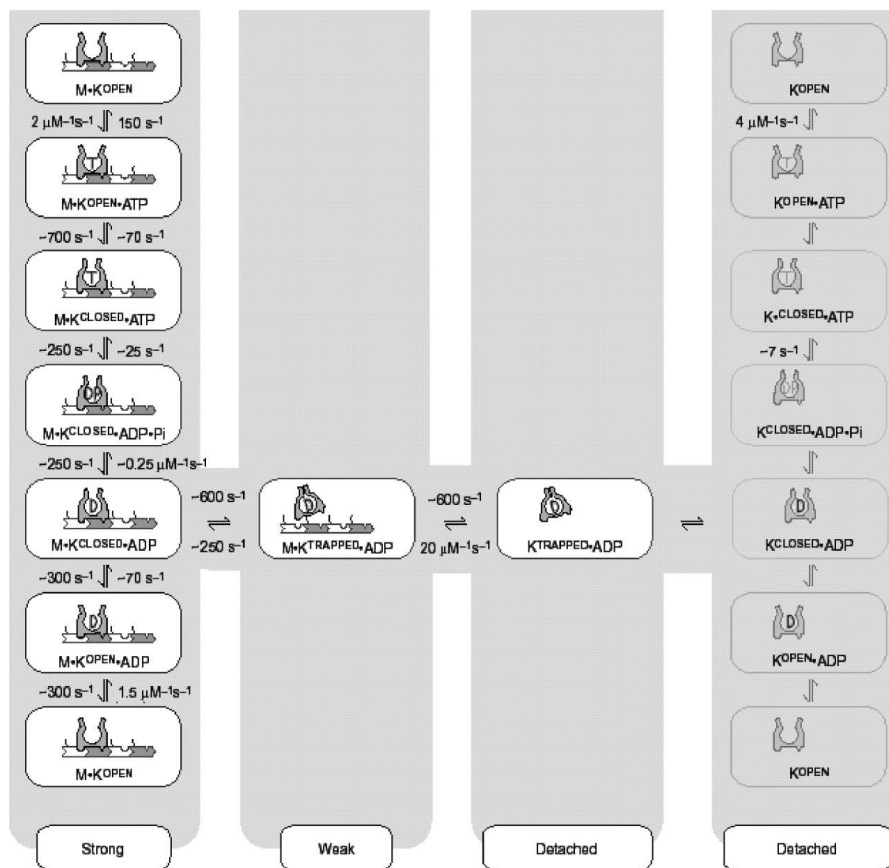 M•KOPEN
KOPEN
2 µM–1s–1 150 s–1
4 µM–1s–1
T
T
M•KOPEN•ATP
KOPEN•ATP
~700 s–1 ~70 s–1
T
T
M•KCLOSED•ATP
K•CLOSED•ATP
~250 s–1 ~25 s–1
~7 s–1
DP
DP
M•KCLOSED•ADP•Pi
KCLOSED•ADP•Pi
~250 s–1 ~0.25 µM–1s–1
~600 s–1
~600 s–1
D
D
D
D
M•KCLOSED•ADP
~250 s–1
M•KTRAPPED•ADP
20 µM–1s–1
KTRAPPED•ADP
KCLOSED•ADP
~300 s–1 ~70 s–1
D
D
M•KOPEN•ADP
KOPEN•ADP
~300 s–1 1.5 µM–1s–1
M•KOPEN
KOPEN
Strong
Weak
Detached
Detached